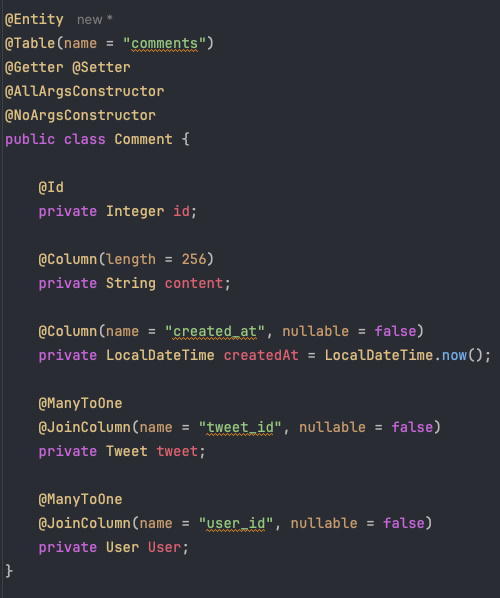 @Entity new *
@Table(name = "comments")
@Getter @Setter
@AllArgsConstructor
@NoArgsConstructor
public class Comment {
@Id
private Integer id;
@Column(length = 256)
private String content;
@Column(name = "created_at", nullable = false)
private LocalDateTime createdAt = LocalDateTime.now();
@ManyToOne
@JoinColumn(name = "tweet_id", nullable = false)
private Tweet tweet;
@ManyToOne
@JoinColumn(name = "user_id", nullable = false)
private User User;
}